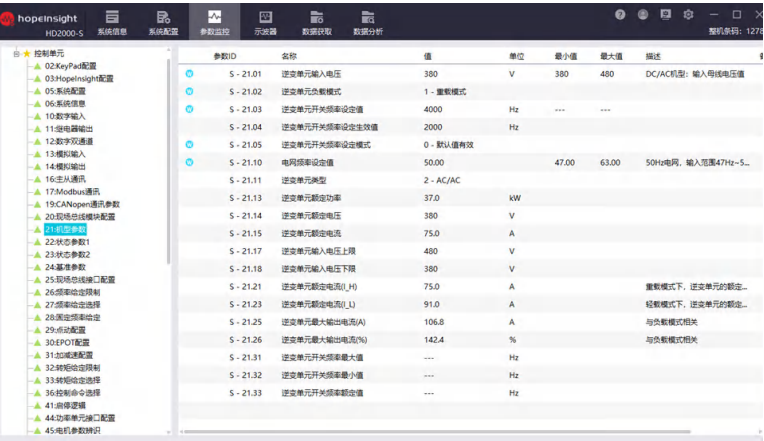 hopeInsight
HD2000-S 系统信息 系统配置 参数监控 示波器 数据获取 数据分析 整机条码: 1278
控制单元
02:KeyPad配置
03:HopeInsight配置
05:系统配置
06:系统信息
10:数字输入
11:继电器输出
12:数字双通道
13:模拟输入
14:模拟输出
16:主从通讯
17:Modbus通讯
19:CANopen通讯参数
20:现场总线模块配置
21:机型参数
22:状态参数1
23:状态参数2
24:基准参数
25:现场总线接口配置
26:频率给定限制
27:频率给定选择
28:固定频率给定
29:点动配置
30:EPOT配置
31:加减速配置
32:转矩给定限制
33:转矩给定选择
36:控制命令选择
41:启停逻辑
44:功率单元接口配置
45:电机参数辨识
参数ID 名称 值 单位 最小值 最大值 描述
S - 21.01 逆变单元输入电压 380 V 380 480 DC/AC机型：输入母线电压值
S - 21.02 逆变单元负载模式 1 - 重载模式
S - 21.03 逆变单元开关频率设定值 4000 Hz --- ---
S - 21.04 逆变单元开关频率设定生效值 2000 Hz
S - 21.05 逆变单元开关频率设定模式 0 - 默认值有效
S - 21.10 电网频率设定值 50.00 47.00 63.00 50Hz电网，输入范围47Hz~5...
S - 21.11 逆变单元类型 2 - AC/AC
S - 21.13 逆变单元额定功率 37.0 kW
S - 21.14 逆变单元额定电压 380 V
S - 21.15 逆变单元额定电流 75.0 A
S - 21.17 逆变单元输入电压上限 480 V
S - 21.18 逆变单元输入电压下限 380 V
S - 21.21 逆变单元额定电流(I_H) 75.0 A 重载模式下，逆变单元的额定...
S - 21.23 逆变单元额定电流(I_L) 91.0 A 轻载模式下，逆变单元的额定...
S - 21.25 逆变单元最大输出电流(A) 106.8 A 与负载模式相关
S - 21.26 逆变单元最大输出电流(%) 142.4 % 与负载模式相关
S - 21.31 逆变单元开关频率最大值 --- Hz
S - 21.32 逆变单元开关频率最小值 --- Hz
S - 21.33 逆变单元开关频率额定值 --- Hz